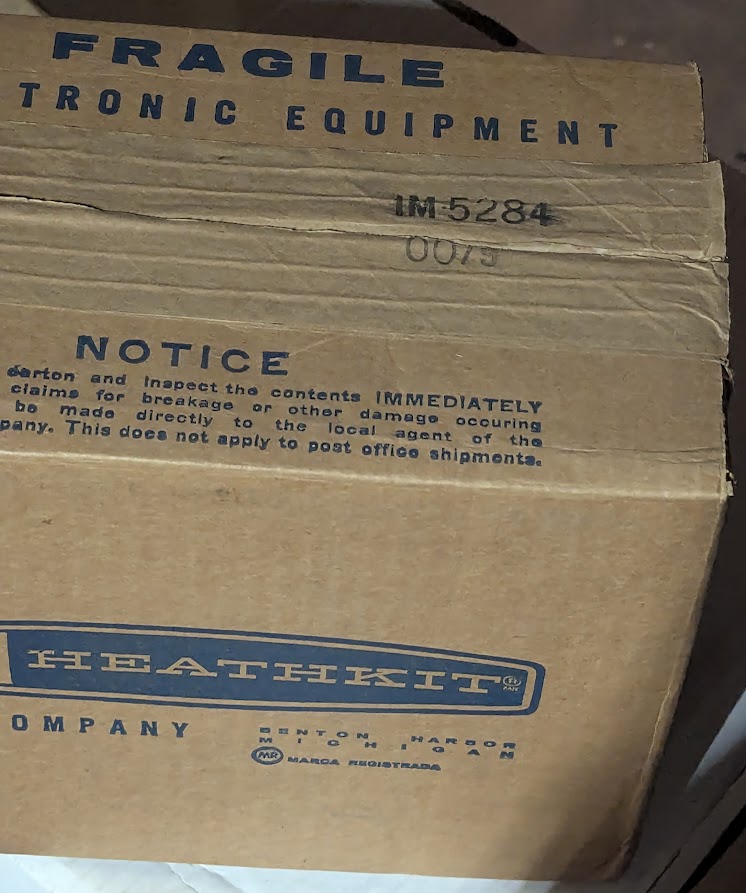 FRAGILE
TRONIC EQUIPMENT
IM-5284
NOTICE
carton and inspect the contents IMMEDIATELY
claims for breakage or other damage occuring
be made directly to the local agent of the
pany. This does not apply to post office shipments.
HEATHKIT ®
OMPANY
BENTON HARBOR
MICHIGAN
MR MARCA REGISTRADA